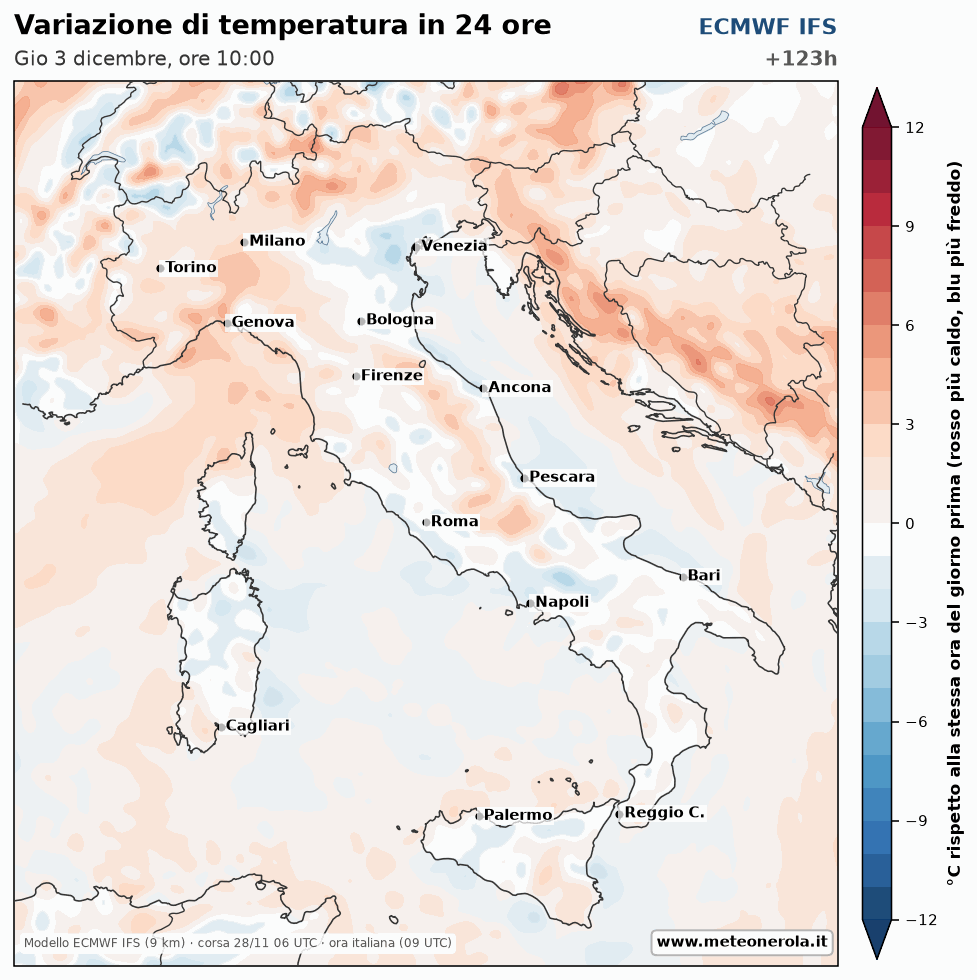 Variazione di temperatura in 24 ore
ECMWF IFS
Gio 3 dicembre, ore 10:00
+123h
Milano
Venezia
Torino
Genova
Bologna
Firenze
Ancona
Pescara
Roma
Bari
Napoli
Cagliari
Palermo
Reggio C.
12
9
6
3
0
−3
−6
−9
−12
°C rispetto alla stessa ora del giorno prima (rosso più caldo, blu più freddo)
Modello ECMWF IFS (9 km) · corsa 28/11 06 UTC · ora italiana (09 UTC)
www.meteonerola.it